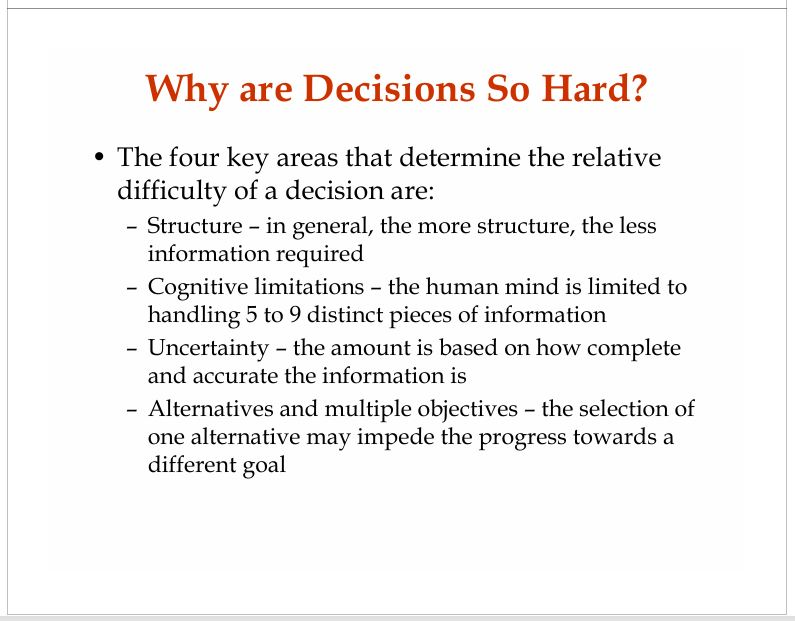 Why are Decisions So Hard?
• The four key areas that determine the relative
difficulty of a decision are:
– Structure – in general, the more structure, the less
information required
– Cognitive limitations – the human mind is limited to
handling 5 to 9 distinct pieces of information
– Uncertainty – the amount is based on how complete
and accurate the information is
– Alternatives and multiple objectives – the selection of
one alternative may impede the progress towards a
different goal